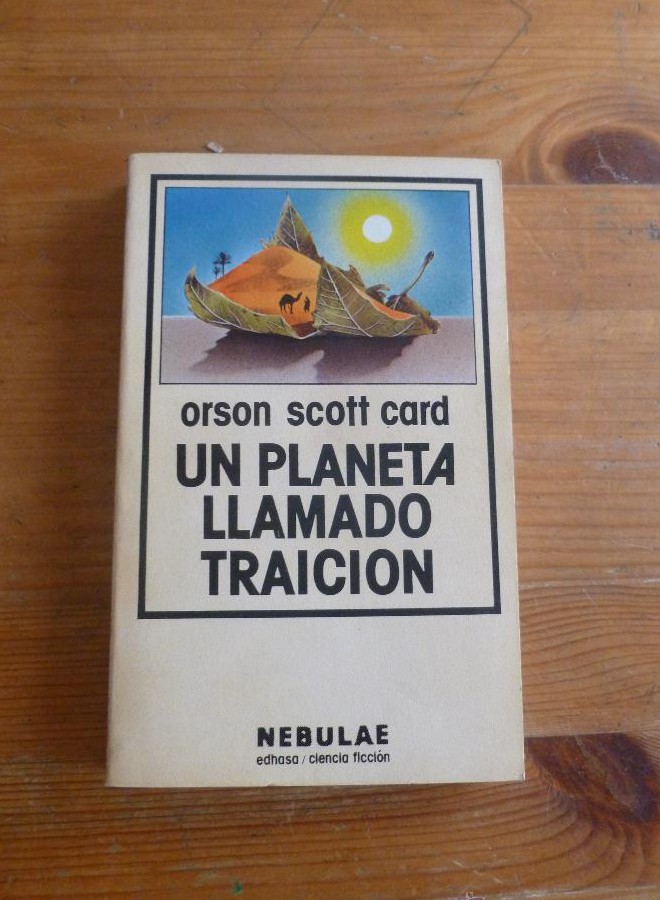 orson scott card
UN PLANETA
LLAMADO
TRAICION
NEBULAE
edhasa / ciencia ficción